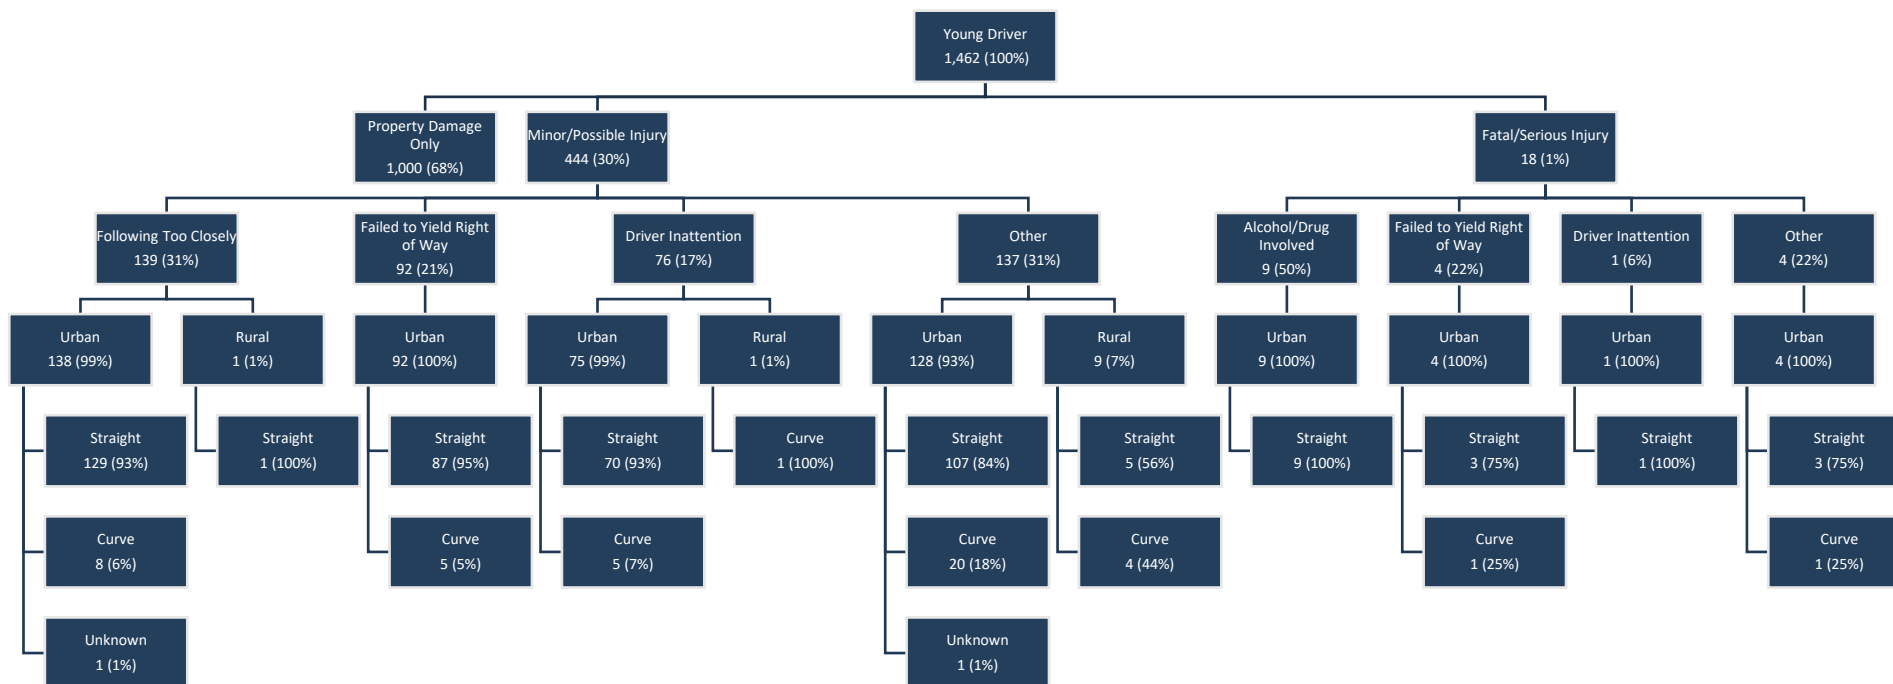 Young Driver
1,462 (100%)
Property Damage
Only
1,000 (68%)
Minor/Possible Injury
444 (30%)
Fatal/Serious Injury
18 (1%)
Following Too Closely
139 (31%)
Failed to Yield Right
of Way
92 (21%)
Driver Inattention
76 (17%)
Other
137 (31%)
Alcohol/Drug
Involved
9 (50%)
Failed to Yield Right
of Way
4 (22%)
Driver Inattention
1 (6%)
Other
4 (22%)
Urban
138 (99%)
Rural
1 (1%)
Urban
92 (100%)
Urban
75 (99%)
Rural
1 (1%)
Urban
128 (93%)
Rural
9 (7%)
Urban
9 (100%)
Urban
4 (100%)
Urban
1 (100%)
Urban
4 (100%)
Straight
129 (93%)
Straight
1 (100%)
Straight
87 (95%)
Straight
70 (93%)
Curve
1 (100%)
Straight
107 (84%)
Straight
5 (56%)
Straight
9 (100%)
Straight
3 (75%)
Straight
1 (100%)
Straight
3 (75%)
Curve
8 (6%)
Curve
5 (5%)
Curve
5 (7%)
Curve
20 (18%)
Curve
4 (44%)
Curve
1 (25%)
Curve
1 (25%)
Unknown
1 (1%)
Unknown
1 (1%)